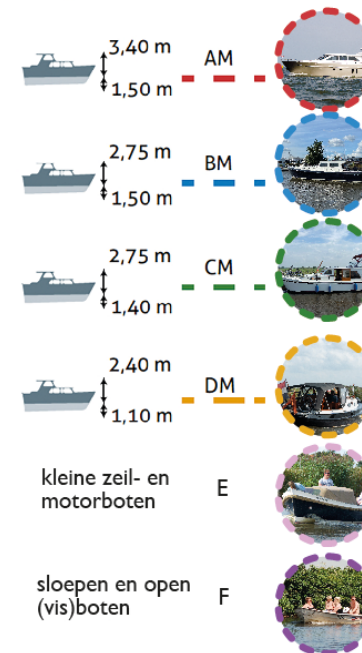 3,40 m
AM
1,50 m
2,75 m
BM
1,50 m
2,75 m
CM
1,40 m
2,40 m
DM
1,10 m
kleine zeil- en
motorboten
E
sloepen en open
(vis)boten
F